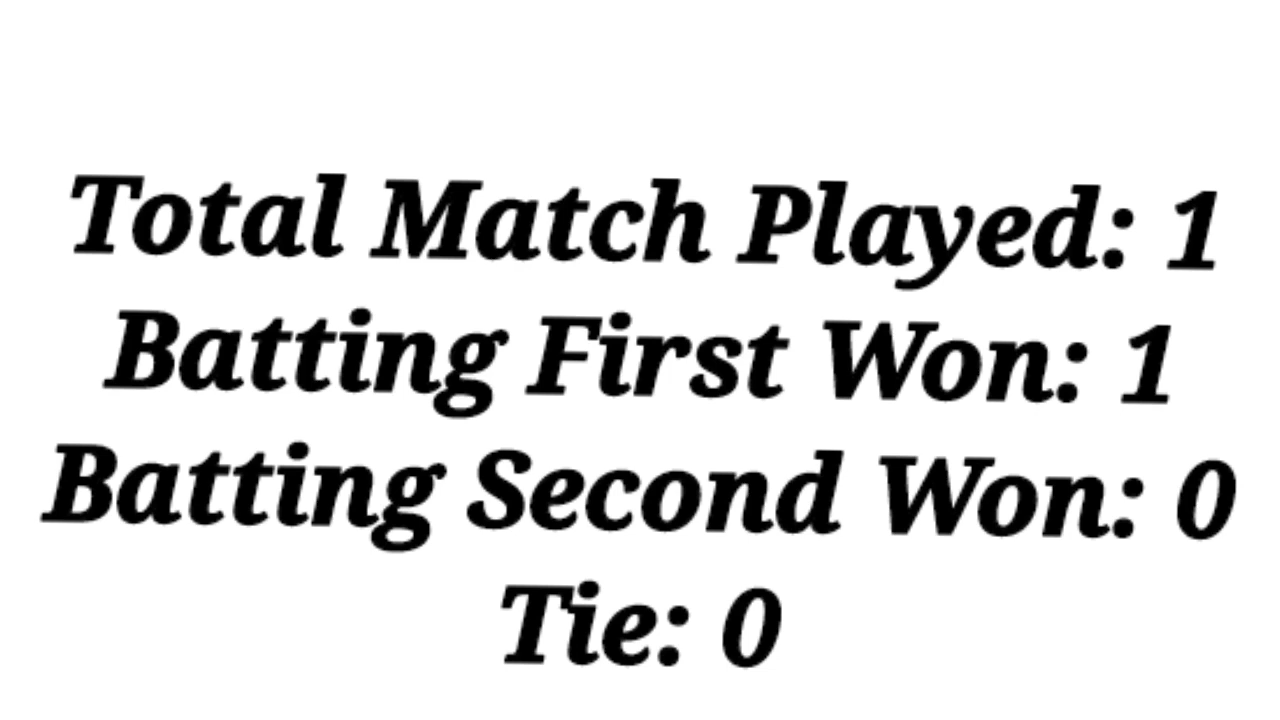 Total Match Played: 1
Batting First Won: 1
Batting Second Won: 0
Tie: 0